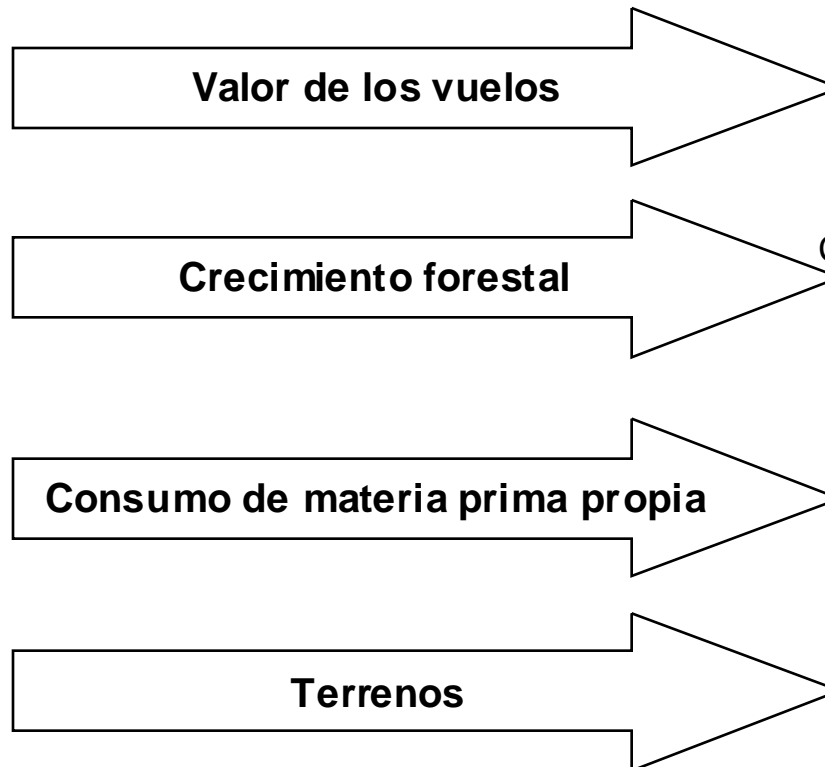 Valor de los vuelos
Crecimiento forestal
Consumo de materia prima propia
Terrenos